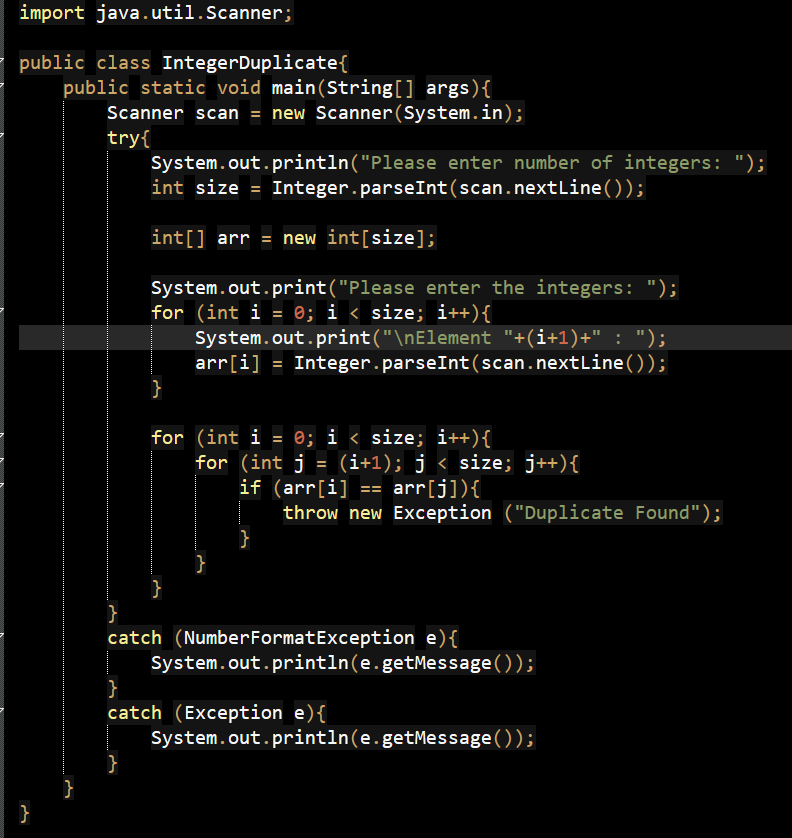 import java.util.Scanner;
public class IntegerDuplicate{
public static void main(String[] args){
Scanner scan = new Scanner(System.in);
try{
System.out.println("Please enter number of integers: ");
int size = Integer.parseInt(scan.nextLine());
int[] arr = new int[size];
System.out.print("Please enter the integers: ");
for (int i = 0; i < size; i++){
System.out.print("\nElement "+(i+1)+" : ");
arr[i] = Integer.parseInt(scan.nextLine());
}
for (int i = 0; i < size; i++){
for (int j = (i+1); j < size; j++){
if (arr[i] == arr[j]){
throw new Exception ("Duplicate Found");
}
}
}
}
catch (NumberFormatException e){
System.out.println(e.getMessage());
}
catch (Exception e){
System.out.println(e.getMessage());
}
}
}